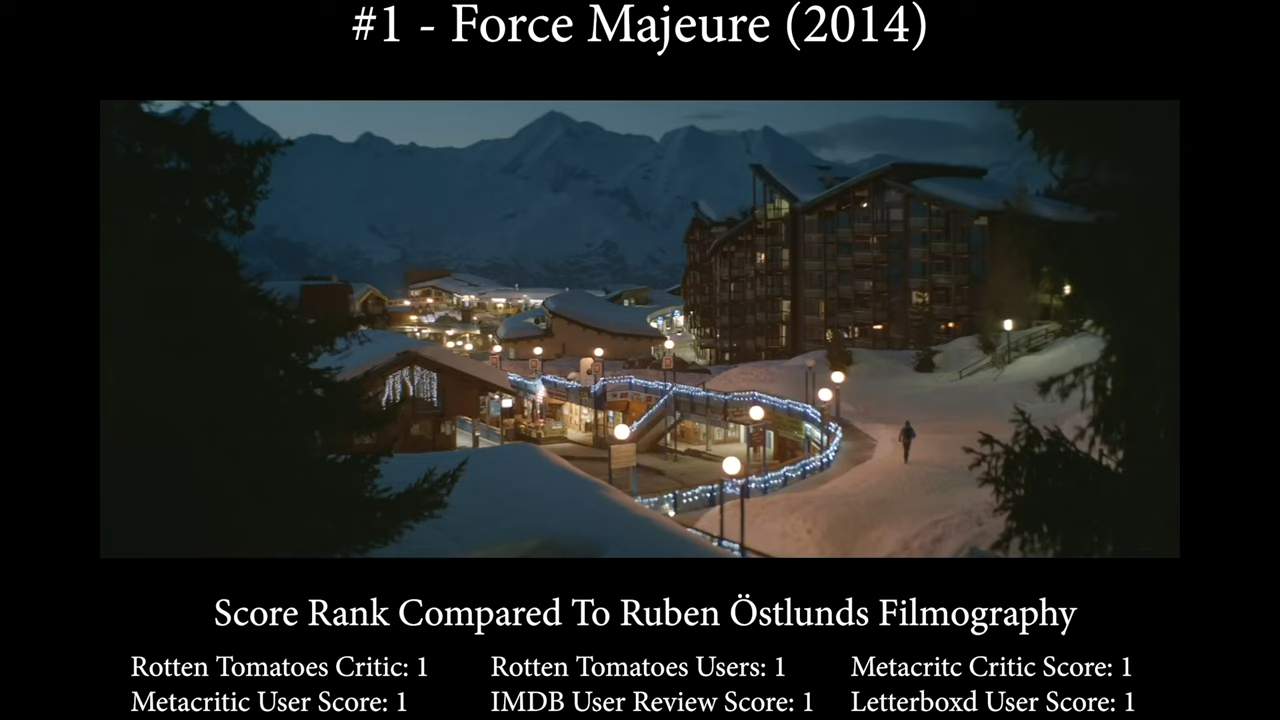 #1 - Force Majeure (2014)
Score Rank Compared To Ruben Östlunds Filmography
Rotten Tomatoes Critic: 1 Rotten Tomatoes Users: 1 Metacritc Critic Score: 1
Metacritic User Score: 1 IMDB User Review Score: 1 Letterboxd User Score: 1